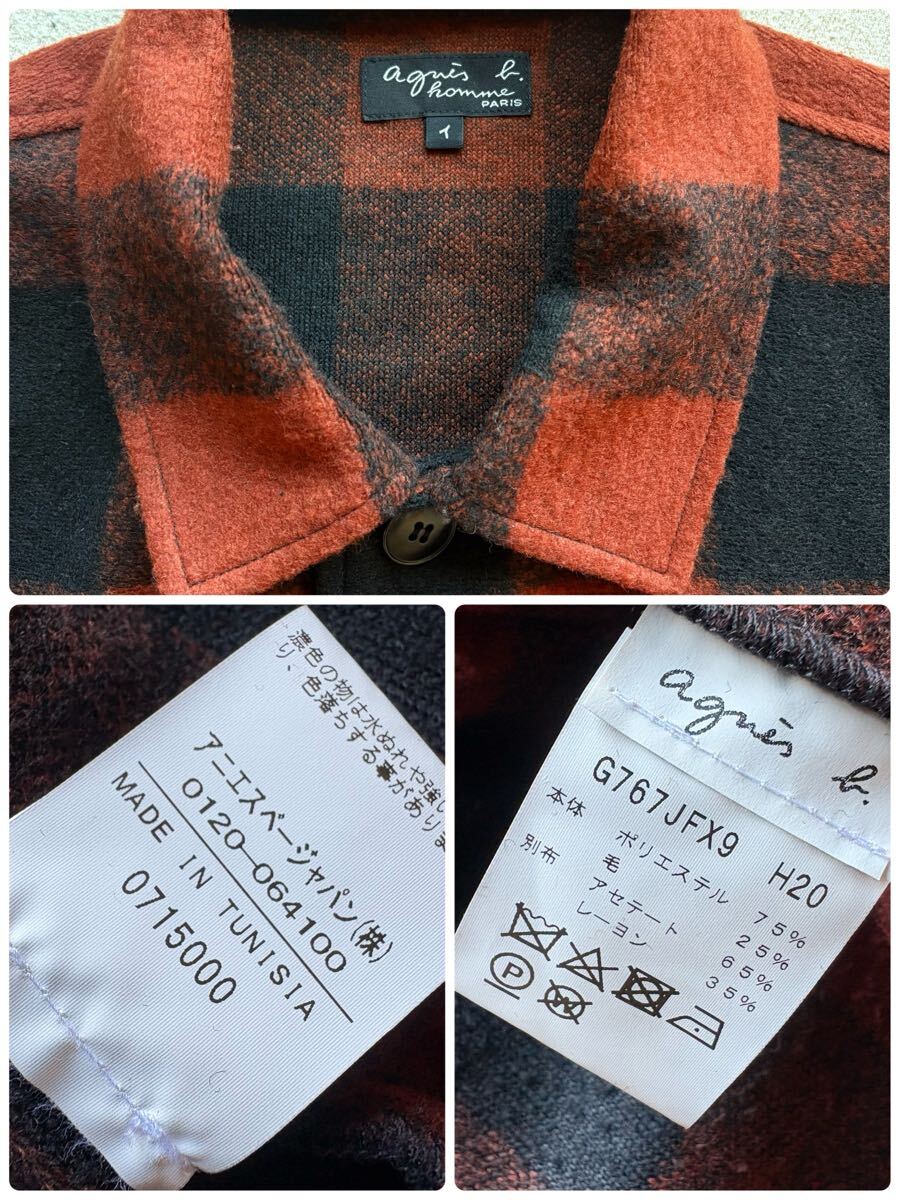 agnès b.
homme
PARIS
1
濃色の物は水ぬれや強い
り、色落ちする事があります
アニエスベージャパン(株)
0120-064100
MADE IN TUNISIA
0715000
agnès b.
G767JFX9 H20
本体 ポリエステル 75%
毛 25%
別布 アセテート 65%
レーヨン 35%
P
W